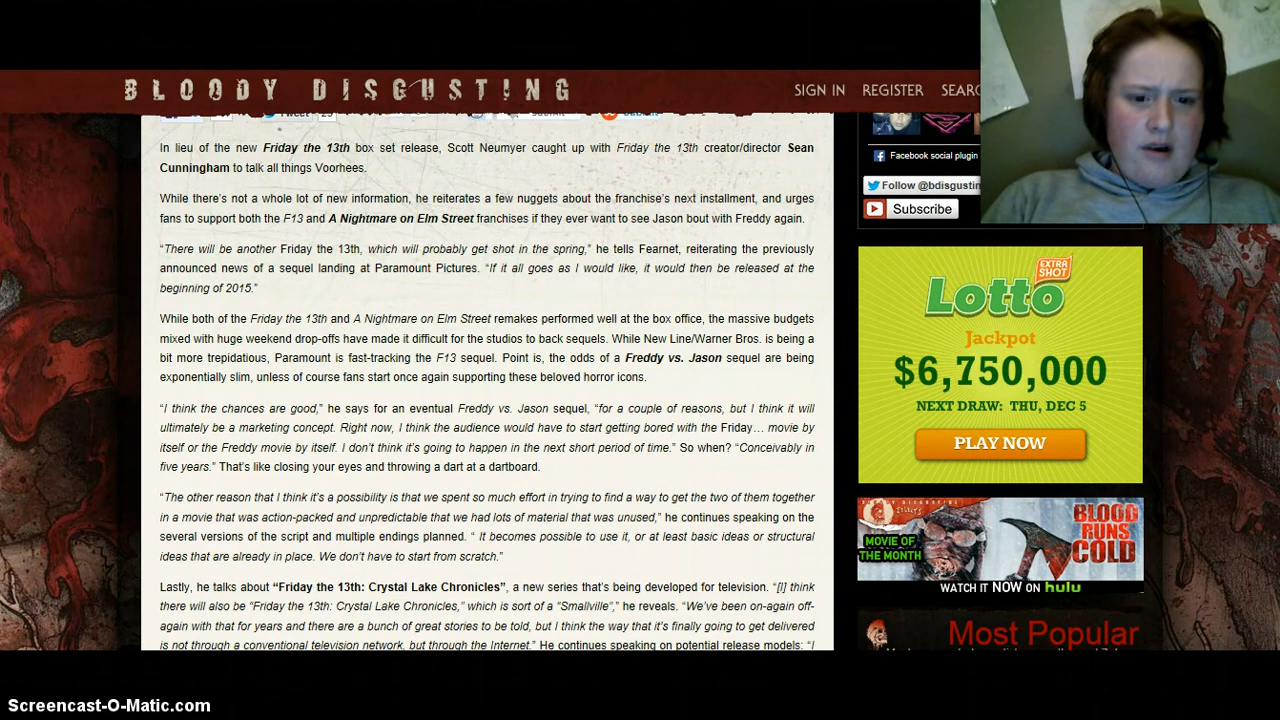 BLOODY DISGUSTING
SIGN IN REGISTER SEARC
Tweet
In lieu of the new Friday the 13th box set release, Scott Neumyer caught up with Friday the 13th creator/director Sean
Cunningham to talk all things Voorhees.
While there's not a whole lot of new information, he reiterates a few nuggets about the franchise's next installment, and urges
fans to support both the F13 and A Nightmare on Elm Street franchises if they ever want to see Jason bout with Freddy again.
“There will be another Friday the 13th, which will probably get shot in the spring,” he tells Fearnet, reiterating the previously
announced news of a sequel landing at Paramount Pictures. “If it all goes as I would like, it would then be released at the
beginning of 2015.”
While both of the Friday the 13th and A Nightmare on Elm Street remakes performed well at the box office, the massive budgets
mixed with huge weekend drop-offs have made it difficult for the studios to back sequels. While New Line/Warner Bros. is being a
bit more trepidatious, Paramount is fast-tracking the F13 sequel. Point is, the odds of a Freddy vs. Jason sequel are being
exponentially slim, unless of course fans start once again supporting these beloved horror icons.
“I think the chances are good,” he says for an eventual Freddy vs. Jason sequel, “for a couple of reasons, but I think it will
ultimately be a marketing concept. Right now, I think the audience would have to start getting bored with the Friday… movie by
itself or the Freddy movie by itself. I don't think it's going to happen in the next short period of time.” So when? “Conceivably in
five years.” That's like closing your eyes and throwing a dart at a dartboard.
“The other reason that I think it's a possibility is that we spent so much effort in trying to find a way to get the two of them together
in a movie that was action-packed and unpredictable that we had lots of material that was unused,” he continues speaking on the
several versions of the script and multiple endings planned. “ It becomes possible to use it, or at least basic ideas or structural
ideas that are already in place. We don't have to start from scratch.”
Lastly, he talks about “Friday the 13th: Crystal Lake Chronicles”, a new series that's being developed for television. “[I] think
there will also be “Friday the 13th: Crystal Lake Chronicles,” which is sort of a “Smallville”,” he reveals. “We've been on-again off-
again with that for years and there are a bunch of great stories to be told, but I think the way that it's finally going to get delivered
is not through a conventional television network, but through the Internet.” He continues speaking on potential release models: “I
Facebook social plugin
Follow @bdisgustin
Subscribe
EXTRA SHOT
Lotto
Jackpot
$6,750,000
NEXT DRAW: THU, DEC 5
PLAY NOW
MOVIE OF
THE MONTH
BLOOD
RUNS
COLD
WATCH IT NOW ON hulu
Most Popular
Screencast-O-Matic.com